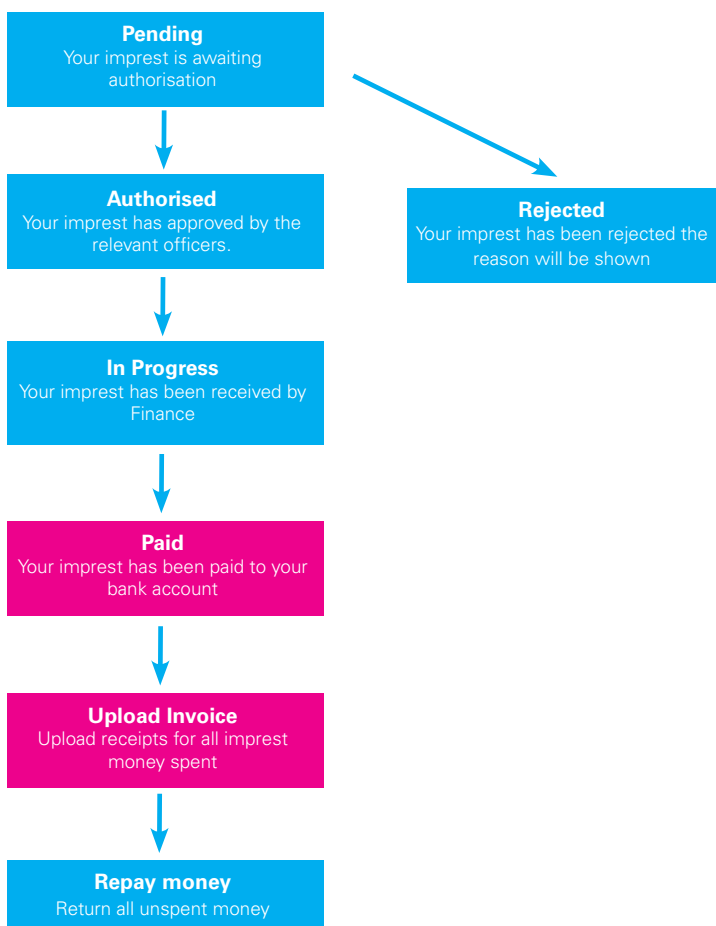 Pending
Your imprest is awaiting
authorisation
Authorised
Your imprest has approved by the
relevant officers.
Rejected
Your imprest has been rejected the
reason will be shown
In Progress
Your imprest has been received by
Finance
Paid
Your imprest has been paid to your
bank account
Upload Invoice
Upload receipts for all imprest
money spent
Repay money
Return all unspent money